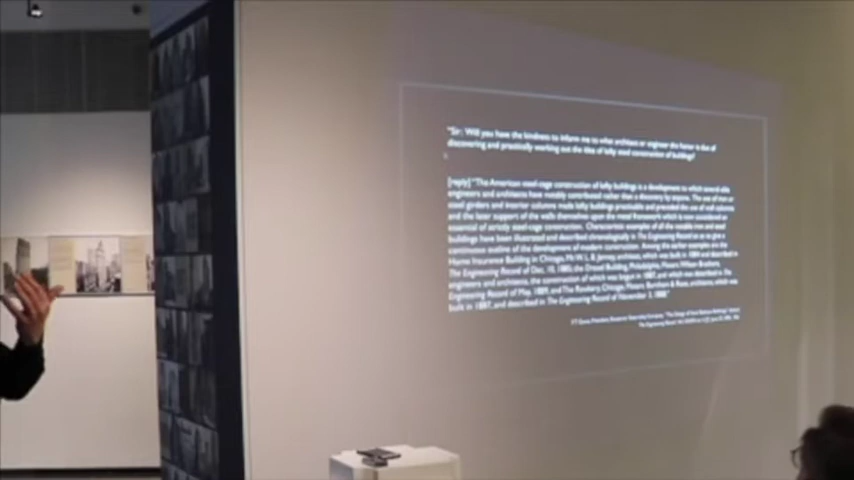 "Sir: Will you have the kindness to inform me to what architect or engineer the honor is due of
discovering and practically working out the idea of lofty steel construction of buildings?"
[reply] "The American steel-cage construction of lofty buildings is a development to which several able
engineers and architects have notably contributed rather than a discovery by anyone. The use of iron or
steel girders and interior columns made lofty buildings practicable and preceded the use of wall columns
and the later support of the walls themselves upon the metal framework which is now considered an
essential of strictly steel-cage construction. Characteristic examples of all the notable iron and steel
buildings have been illustrated and described chronologically in The Engineering Record so as to give a
continuous outline of the development of modern construction. Among the earlier examples are the
Home Insurance Building in Chicago, Mr. W. L. B. Jenney, architect, which was built in 1884 and described in
The Engineering Record of Dec. 10, 1885; the Drexel Building, Philadelphia, Messrs. Wilson Brothers,
engineers and architects, the construction of which was begun in 1887, and which was described in The
Engineering Record of May, 1889, and The Rookery, Chicago, Messrs. Burnham & Root, architects, which was
built in 1887, and described in The Engineering Record of November 3, 1888."